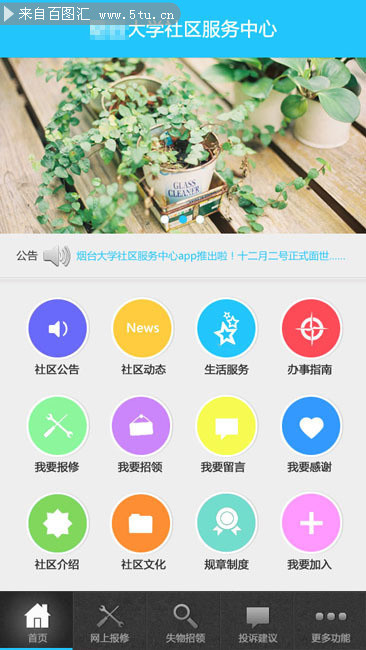 来自百图汇 www.5tu.cn
大学社区服务中心
GLASS
CLEANER
公告 烟台大学社区服务中心app推出啦！十二月二号正式面世……
News
社区公告 社区动态 生活服务 办事指南
我要报修 我要招领 我要留言 我要感谢
社区介绍 社区文化 规章制度 我要加入
首页 网上报修 失物招领 投诉建议 更多功能